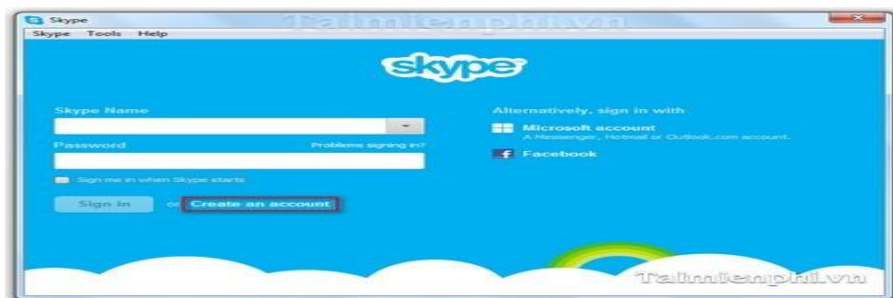 Skype
Taimienphi.vn
Skype Tools Help
skype
Skype Name
Password
Problems signing in?
Sign me in when Skype starts
Sign in or Create an account
Alternatively, sign in with
Microsoft account
A Messenger, Hotmail or Outlook.com account.
Facebook
Taimienphi.vn